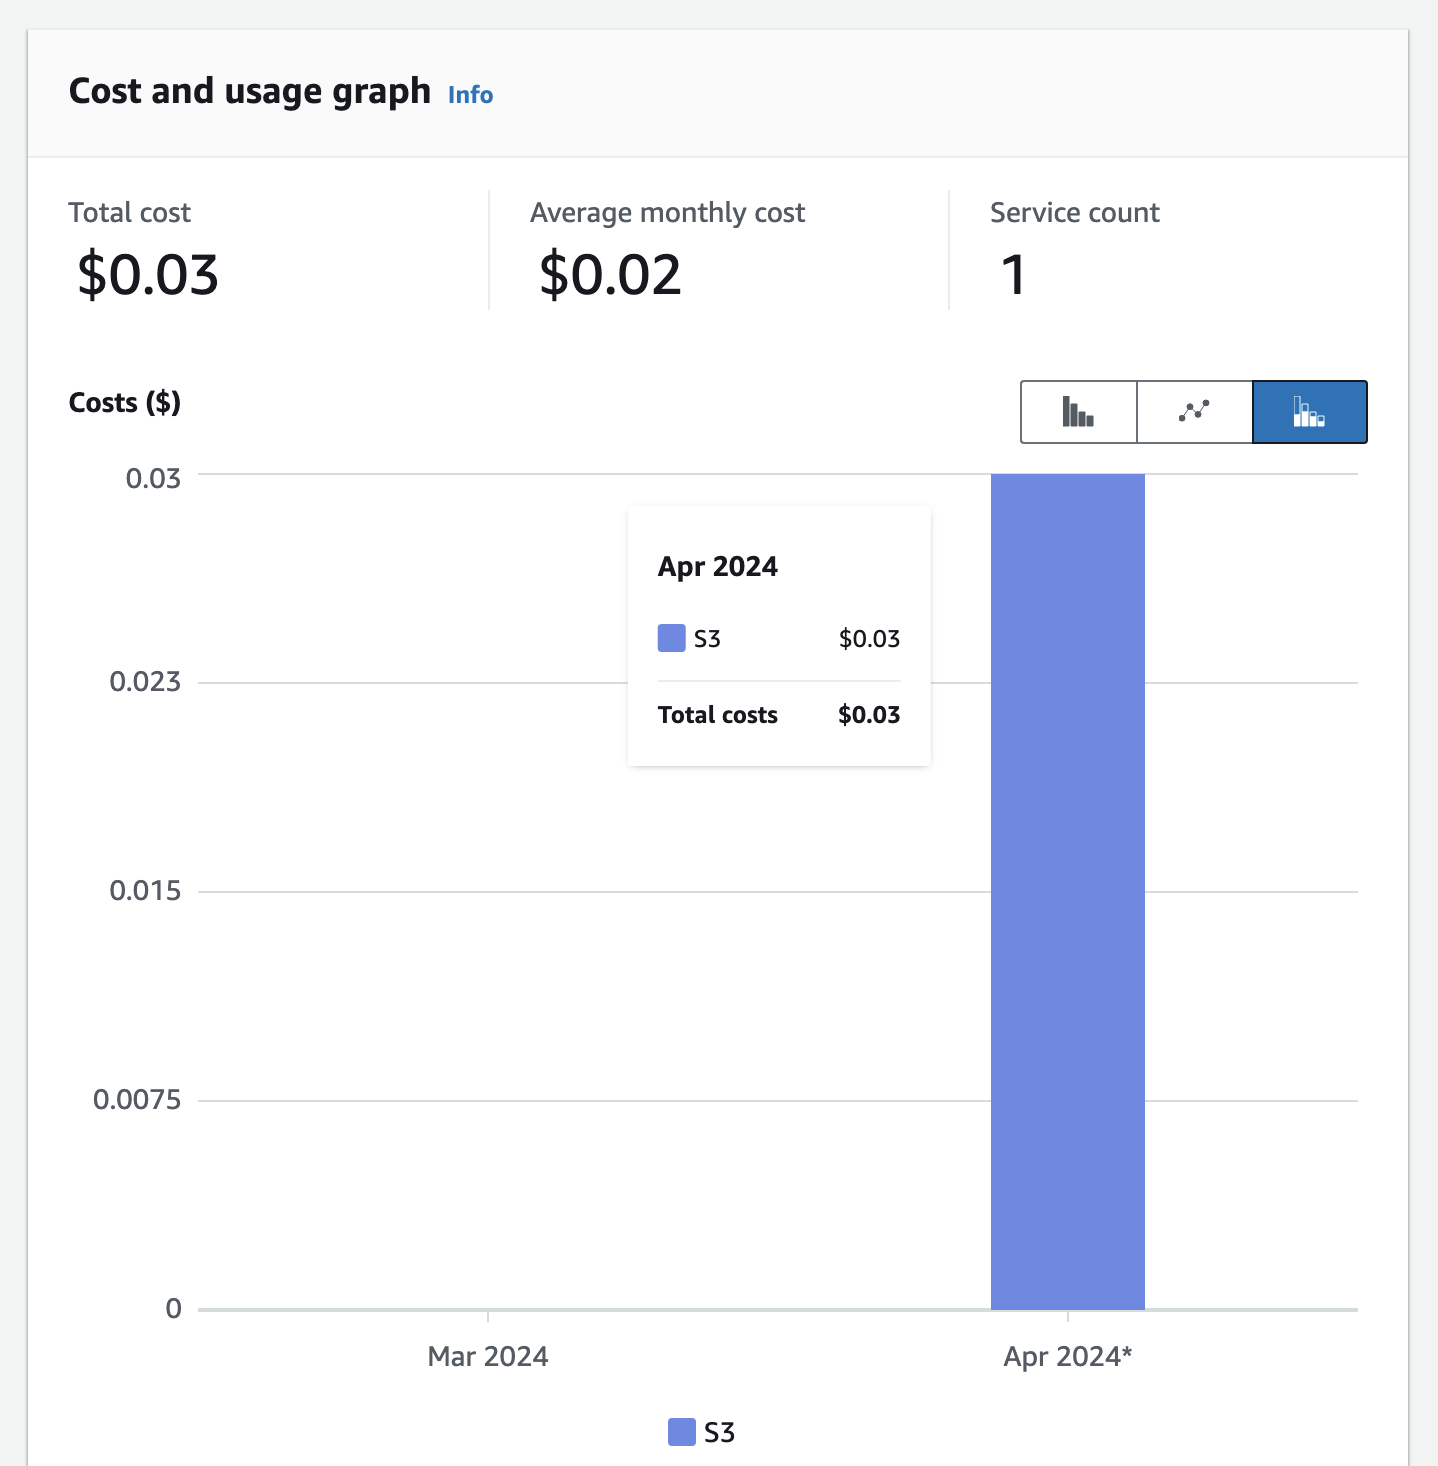 Cost and usage graph Info
Total cost
$0.03
Average monthly cost
$0.02
Service count
1
Costs ($)
0.03
0.023
0.015
0.0075
0
Apr 2024
S3 $0.03
Total costs $0.03
Mar 2024
Apr 2024*
S3